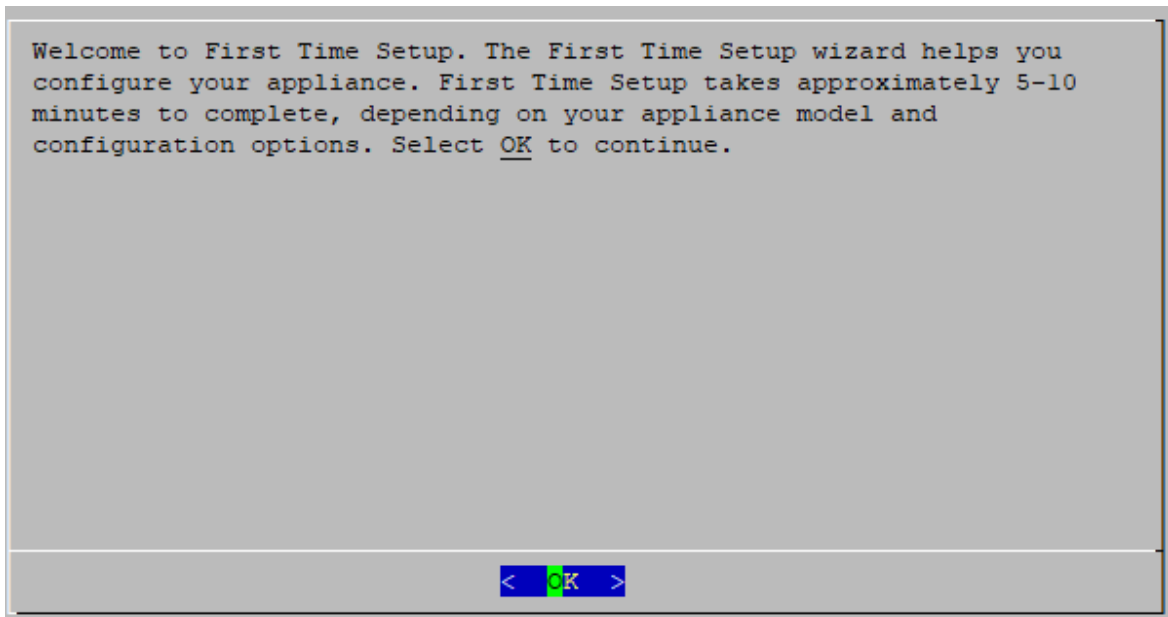 Welcome to First Time Setup. The First Time Setup wizard helps you
configure your appliance. First Time Setup takes approximately 5-10
minutes to complete, depending on your appliance model and
configuration options. Select OK to continue.
< OK >